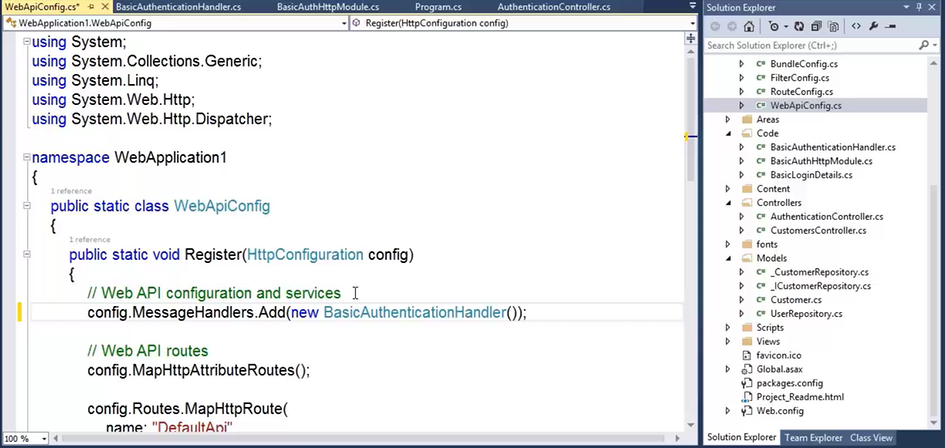 WebApiConfig.cs*
BasicAuthenticationHandler.cs
BasicAuthHttpModule.cs
Program.cs
AuthenticationController.cs
WebApplication1.WebApiConfig
Register(HttpConfiguration config)
using System;
using System.Collections.Generic;
using System.Linq;
using System.Web.Http;
using System.Web.Http.Dispatcher;
namespace WebApplication1
{
1 reference
public static class WebApiConfig
{
1 reference
public static void Register(HttpConfiguration config)
{
// Web API configuration and services
config.MessageHandlers.Add(new BasicAuthenticationHandler());
// Web API routes
config.MapHttpAttributeRoutes();
config.Routes.MapHttpRoute(
name: "DefaultApi"
100 %
Solution Explorer
Search Solution Explorer (Ctrl+;)
BundleConfig.cs
FilterConfig.cs
RouteConfig.cs
WebApiConfig.cs
Areas
Code
BasicAuthenticationHandler.cs
BasicAuthHttpModule.cs
BasicLoginDetails.cs
Content
Controllers
AuthenticationController.cs
CustomersController.cs
fonts
Models
_CustomerRepository.cs
_ICustomerRepository.cs
Customer.cs
UserRepository.cs
Scripts
Views
favicon.ico
Global.asax
packages.config
Project_Readme.html
Web.config
Solution Explorer
Team Explorer
Class View